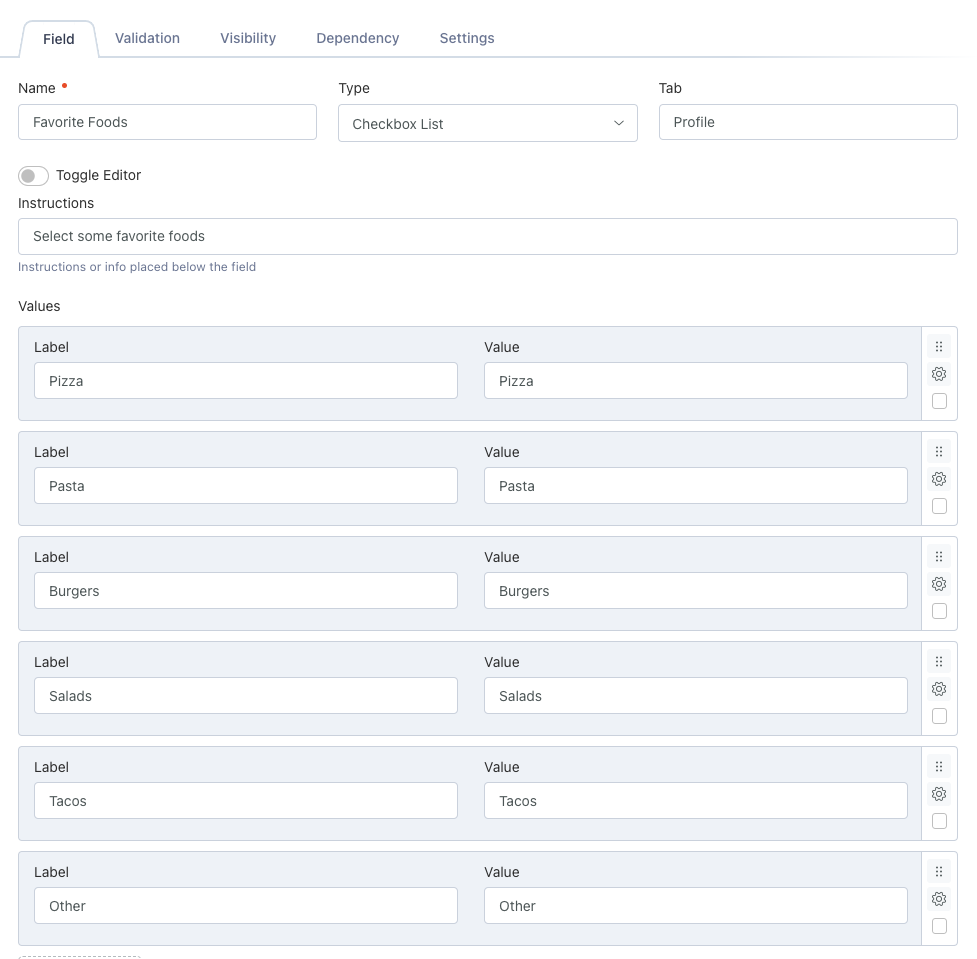 Field Validation Visibility Dependency Settings
Name Type Tab
Favorite Foods Checkbox List Profile
Toggle Editor
Instructions
Select some favorite foods
Instructions or info placed below the field
Values
Label Value
Pizza Pizza
Label Value
Pasta Pasta
Label Value
Burgers Burgers
Label Value
Salads Salads
Label Value
Tacos Tacos
Label Value
Other Other